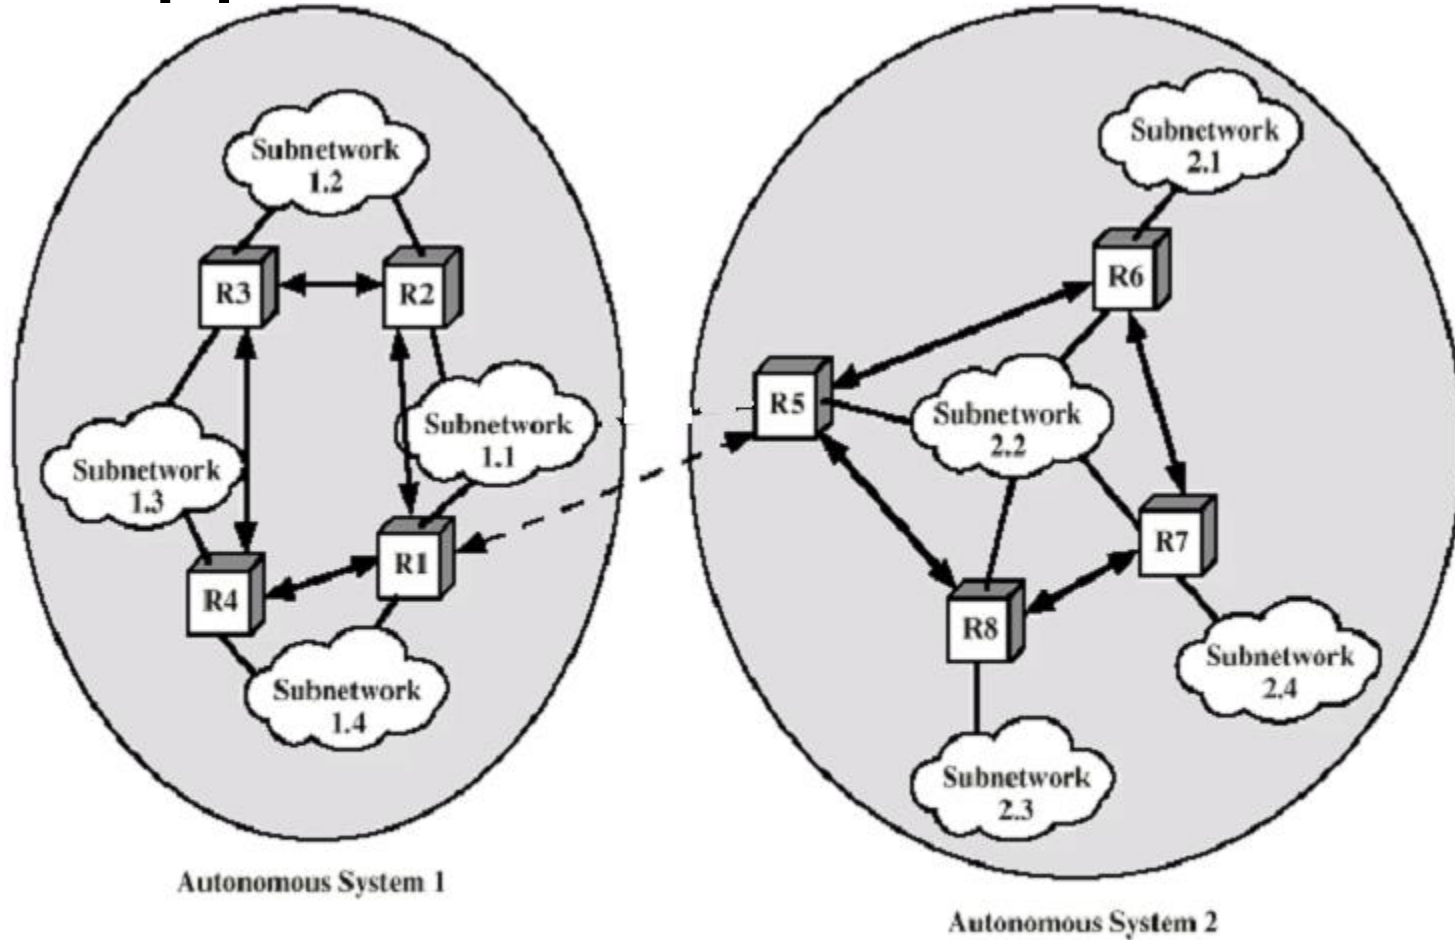 Subnetwork
1.2
R3
R2
Subnetwork
1.1
Subnetwork
1.3
R1
R4
Subnetwork
1.4
Autonomous System 1
Subnetwork
2.1
R6
R5
Subnetwork
2.2
R7
R8
Subnetwork
2.4
Subnetwork
2.3
Autonomous System 2